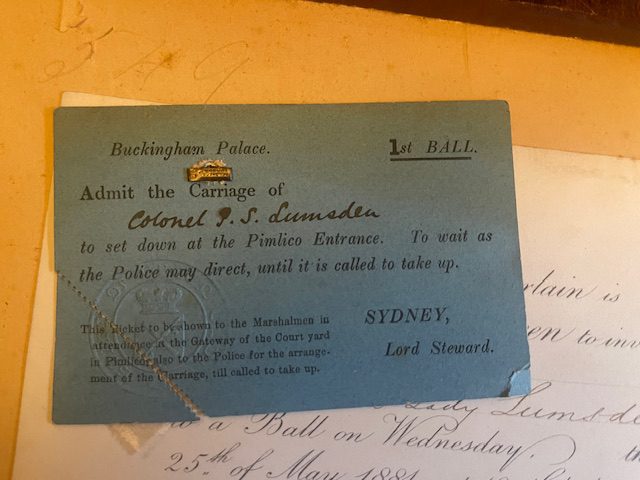 Buckingham Palace.
1st BALL.
Admit the Carriage of
Colonel P. S. Lumsden
to set down at the Pimlico Entrance. To wait as
the Police may direct, until it is called to take up.
This Ticket to be shown to the Marshalmen in
attendance in the Gateway of the Court yard
in Pimlico also to the Police for the arrange-
ment of the Carriage, till called to take up.
SYDNEY,
Lord Steward.
rlain is
en to inv
Lady Lumsde
to a Ball on Wednesday, th
25th of May 1881